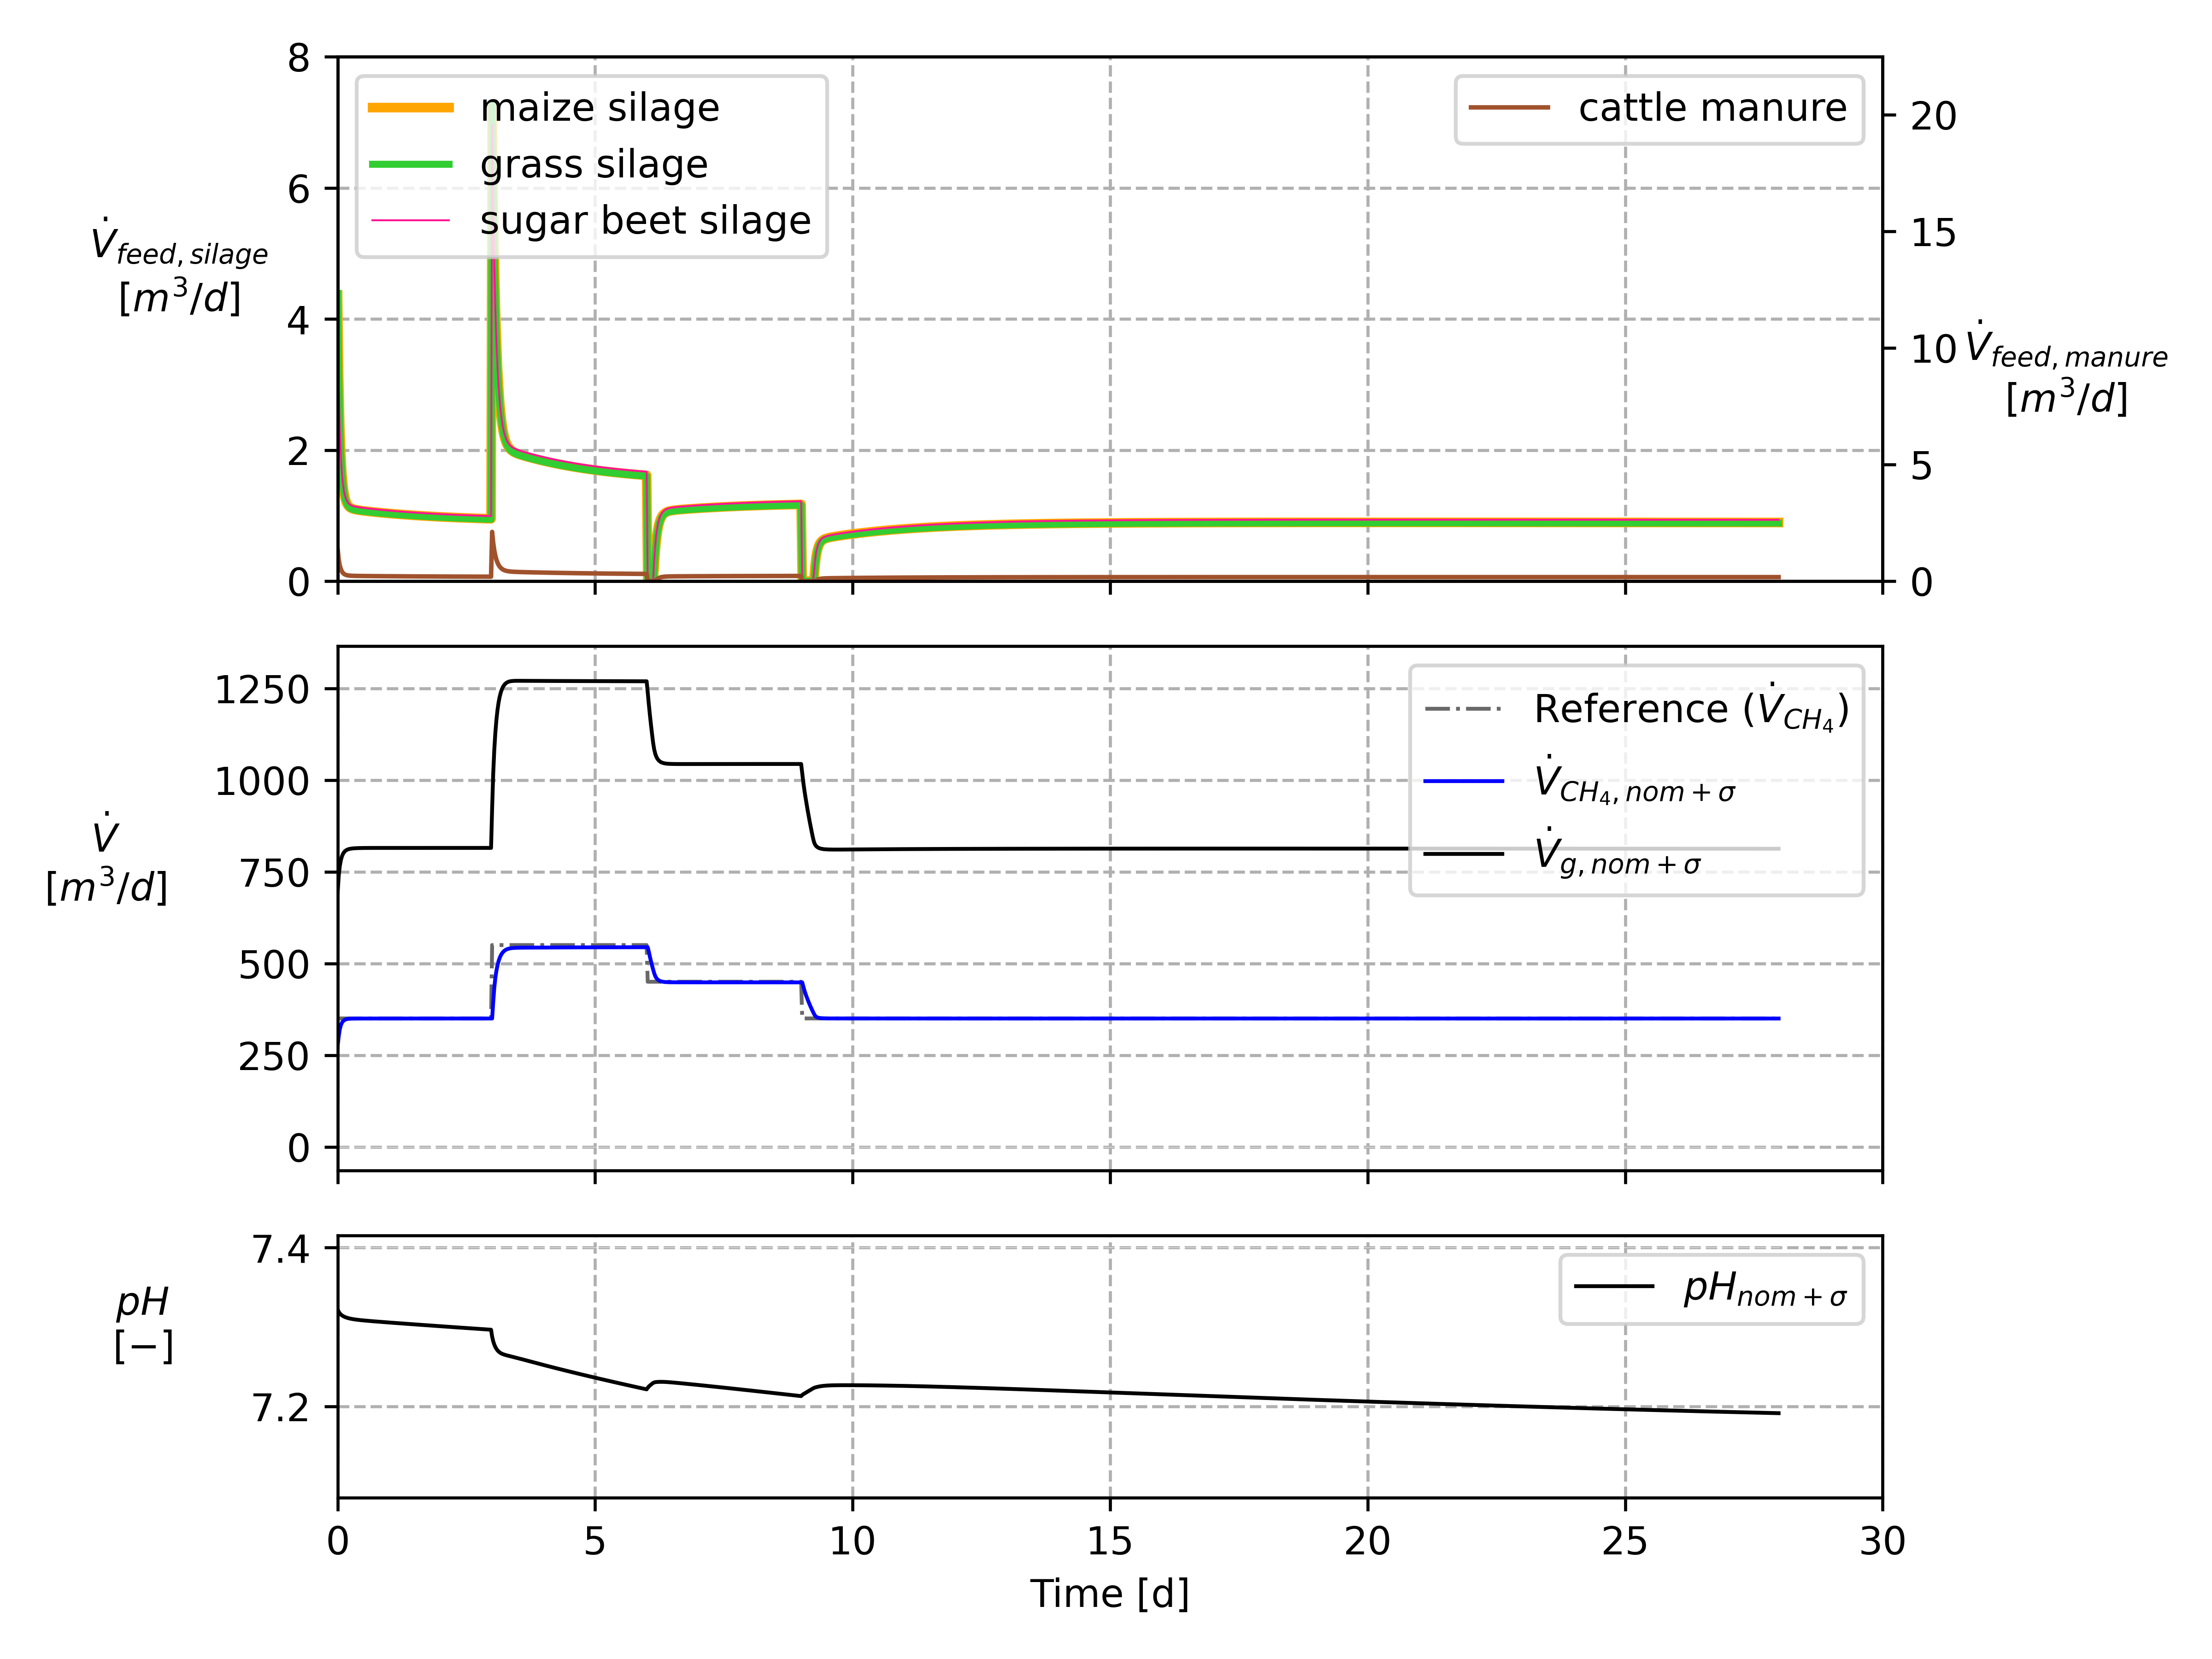 8
6
4
2
0
V̇feed, silage
[m³/d]
maize silage
grass silage
sugar beet silage
cattle manure
20
15
10
5
0
V̇feed, manure
[m³/d]
1250
1000
750
500
250
0
V̇
[m³/d]
Reference (V̇CH₄)
V̇CH₄, nom + σ
V̇g, nom + σ
7.4
7.2
pH
[−]
pHnom + σ
0 5 10 15 20 25 30
Time [d]